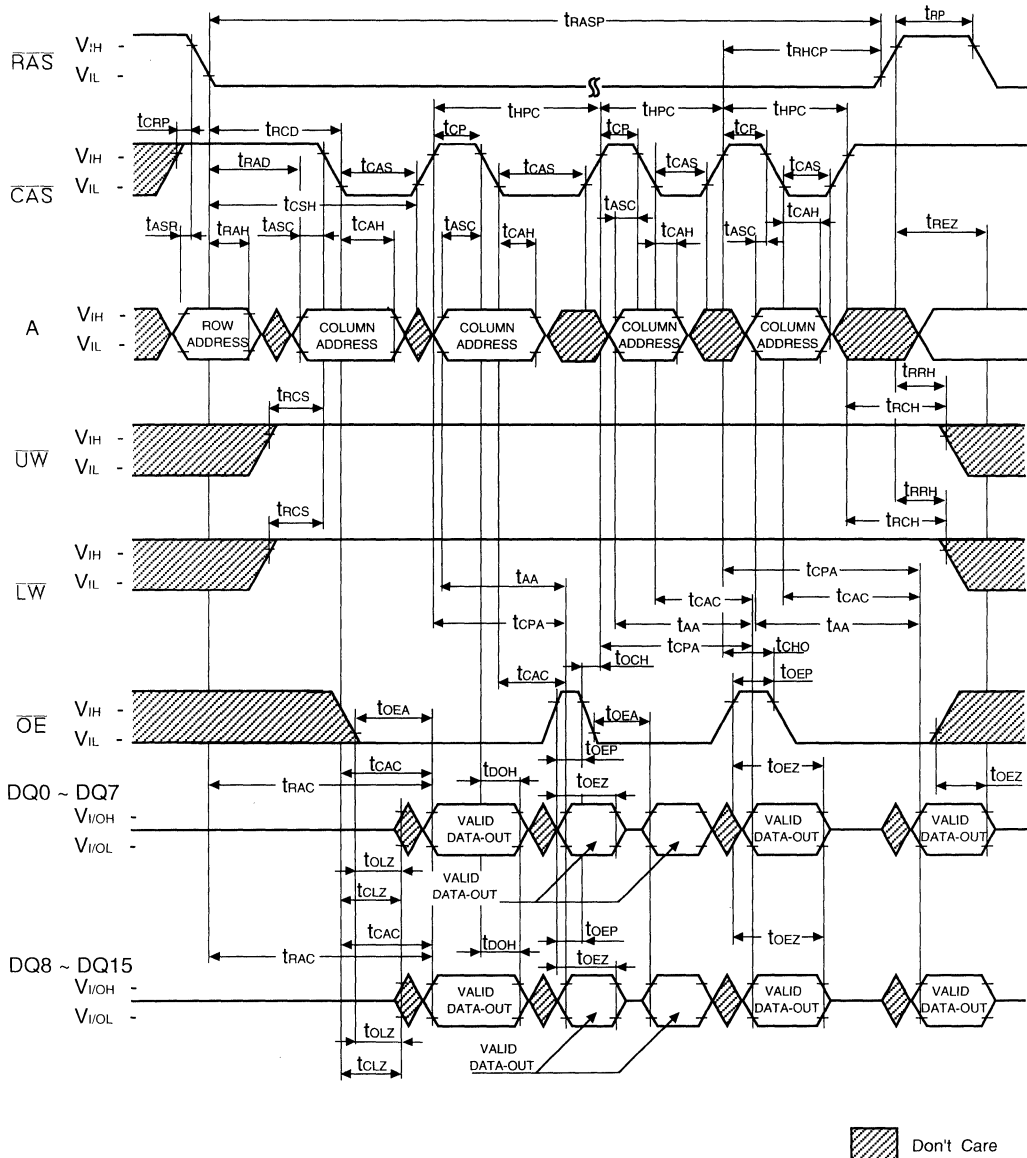 tRASP
tRP
RAS
VIH -
VIL -
tRHCP
tHPC
tHPC
tHPC
tCRP
tRCD
tCP
tCP
tCP
CAS
VIH -
VIL -
tRAD
tCAS
tCAS
tCAS
tCAS
tCSH
tASR
tRAH
tASC
tCAH
tASC
tCAH
tASC
tCAH
tASC
tCAH
tREZ
A
VIH -
VIL -
ROW ADDRESS
COLUMN ADDRESS
COLUMN ADDRESS
COLUMN ADDRESS
COLUMN ADDRESS
tRCS
tRRH
tRCH
UW
VIH -
VIL -
tRCS
tRRH
tRCH
LW
VIH -
VIL -
tAA
tCPA
tCAC
tCAC
tCPA
tAA
tAA
tCPA
tCHO
tOCH
tCAC
tOEP
OE
VIH -
VIL -
tOEA
tOEA
tOEP
tCAC
tDOH
tOEZ
tOEZ
tOEZ
tRAC
DQ0 ~ DQ7
VI/OH -
VI/OL -
VALID DATA-OUT
VALID DATA-OUT
VALID DATA-OUT
tOLZ
VALID DATA-OUT
tCLZ
tCAC
tDOH
tOEP
tOEZ
tOEZ
tRAC
DQ8 ~ DQ15
VI/OH -
VI/OL -
VALID DATA-OUT
VALID DATA-OUT
VALID DATA-OUT
tOLZ
VALID DATA-OUT
tCLZ
Don't Care